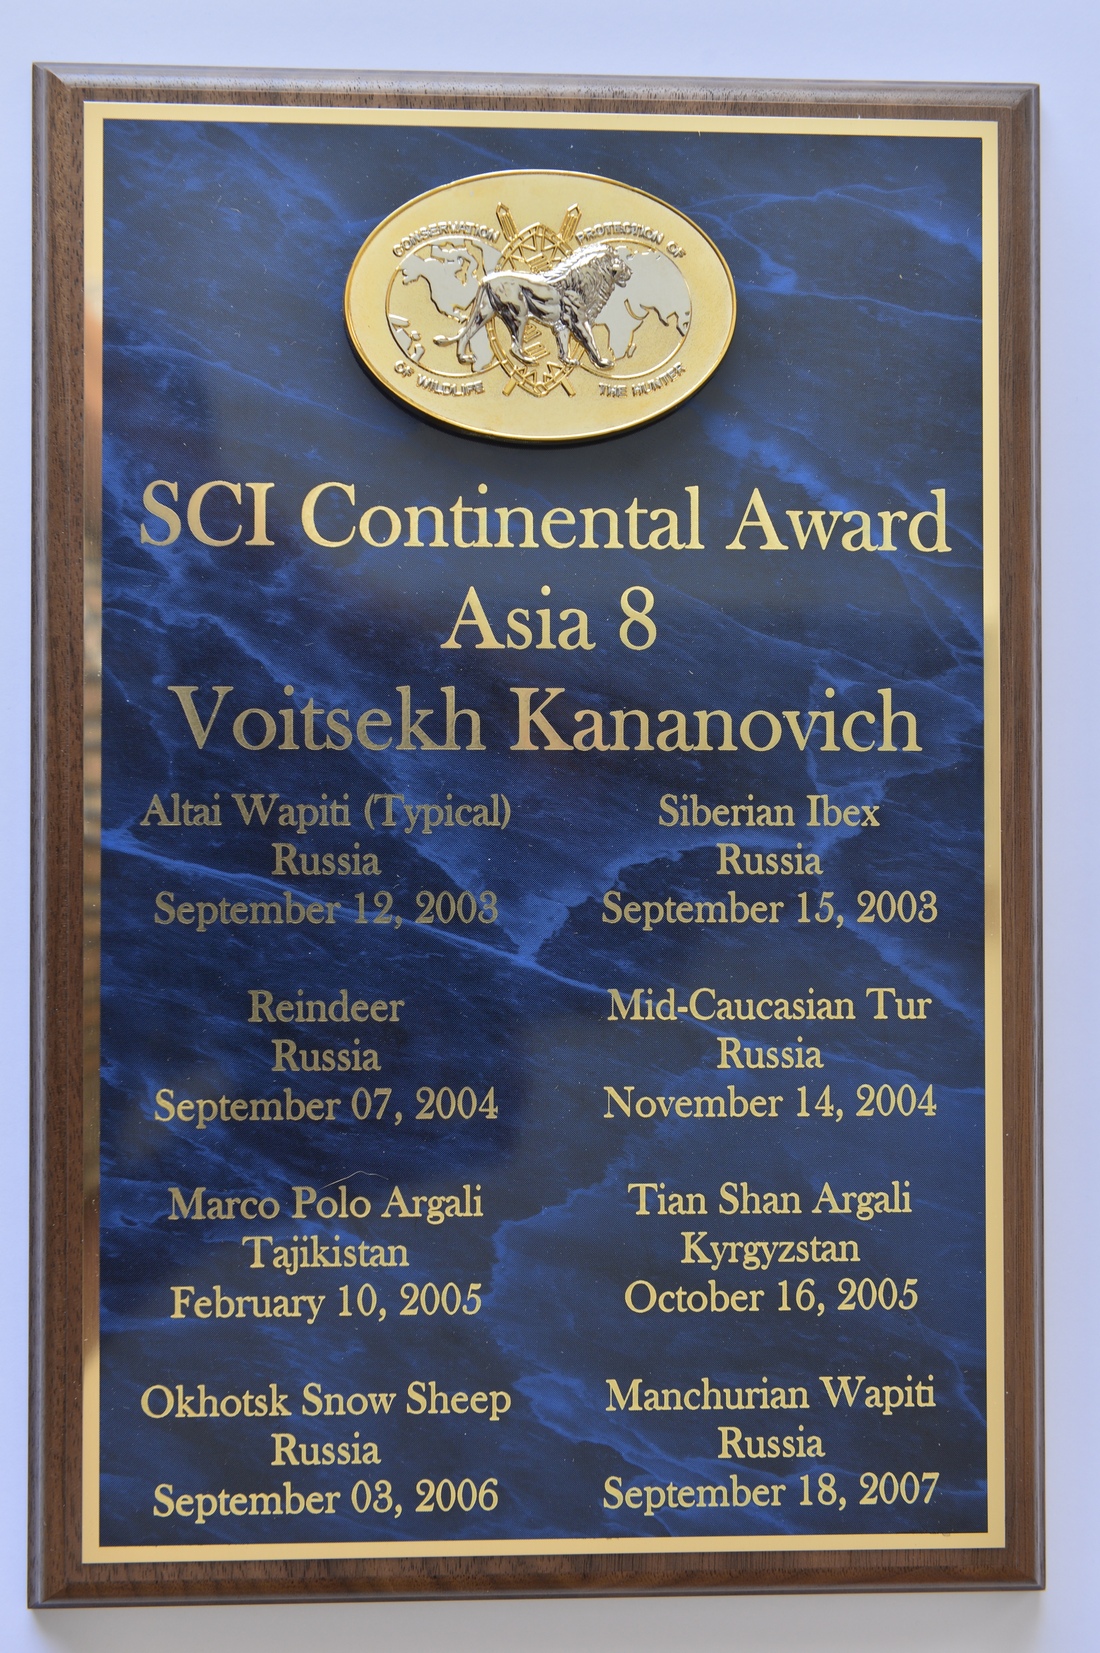 CONSERVATION PROTECTION OF
OF WILDLIFE THE HUNTER
SCI Continental Award
Asia 8
Voitsekh Kananovich
Altai Wapiti (Typical)
Russia
September 12, 2003
Siberian Ibex
Russia
September 15, 2003
Reindeer
Russia
September 07, 2004
Mid-Caucasian Tur
Russia
November 14, 2004
Marco Polo Argali
Tajikistan
February 10, 2005
Tian Shan Argali
Kyrgyzstan
October 16, 2005
Okhotsk Snow Sheep
Russia
September 03, 2006
Manchurian Wapiti
Russia
September 18, 2007